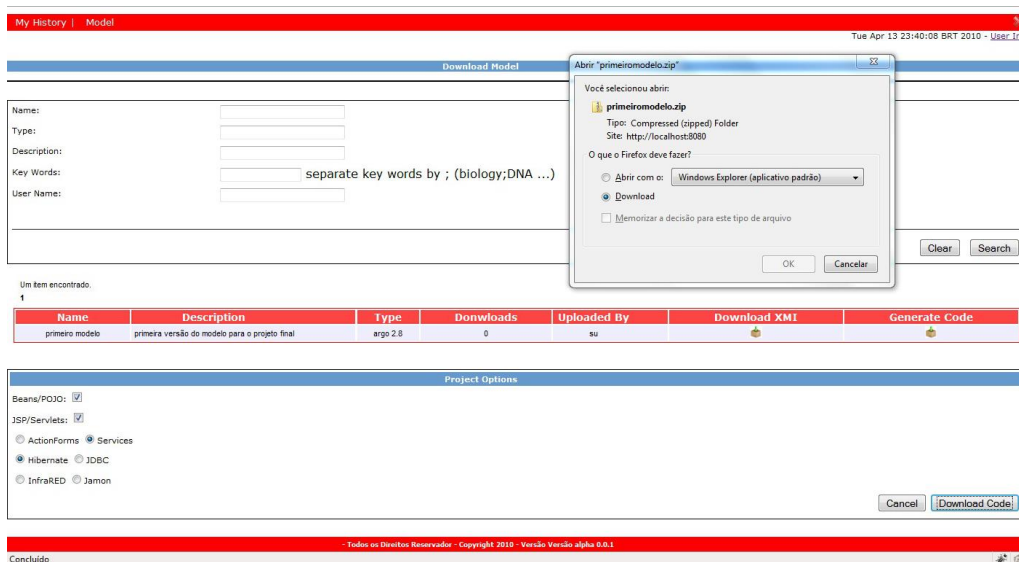 My History | Model
Tue Apr 13 23:40:08 BRT 2010 - User In
Download Model
Name:
Type:
Description:
Key Words: separate key words by ; (biology;DNA ...)
User Name:
Abrir "primeiromodelo.zip"
Você selecionou abrir:
primeiromodelo.zip
Tipo: Compressed (zipped) Folder
Site: http://localhost:8080
O que o Firefox deve fazer?
Abrir com o: Windows Explorer (aplicativo padrão)
Download
Memorizar a decisão para este tipo de arquivo
OK Cancelar
Clear Search
Um item encontrado.
1
Name Description Type Donwloads Uploaded By Download XMI Generate Code
primeiro modelo primeira versão do modelo para o projeto final argo 2.8 0 su
Project Options
Beans/POJO:
JSP/Servlets:
ActionForms Services
Hibernate JDBC
InfraRED Jamon
Cancel Download Code
- Todos os Direitos Reservador - Copyright 2010 - Versão Versão alpha 0.0.1
Concluído